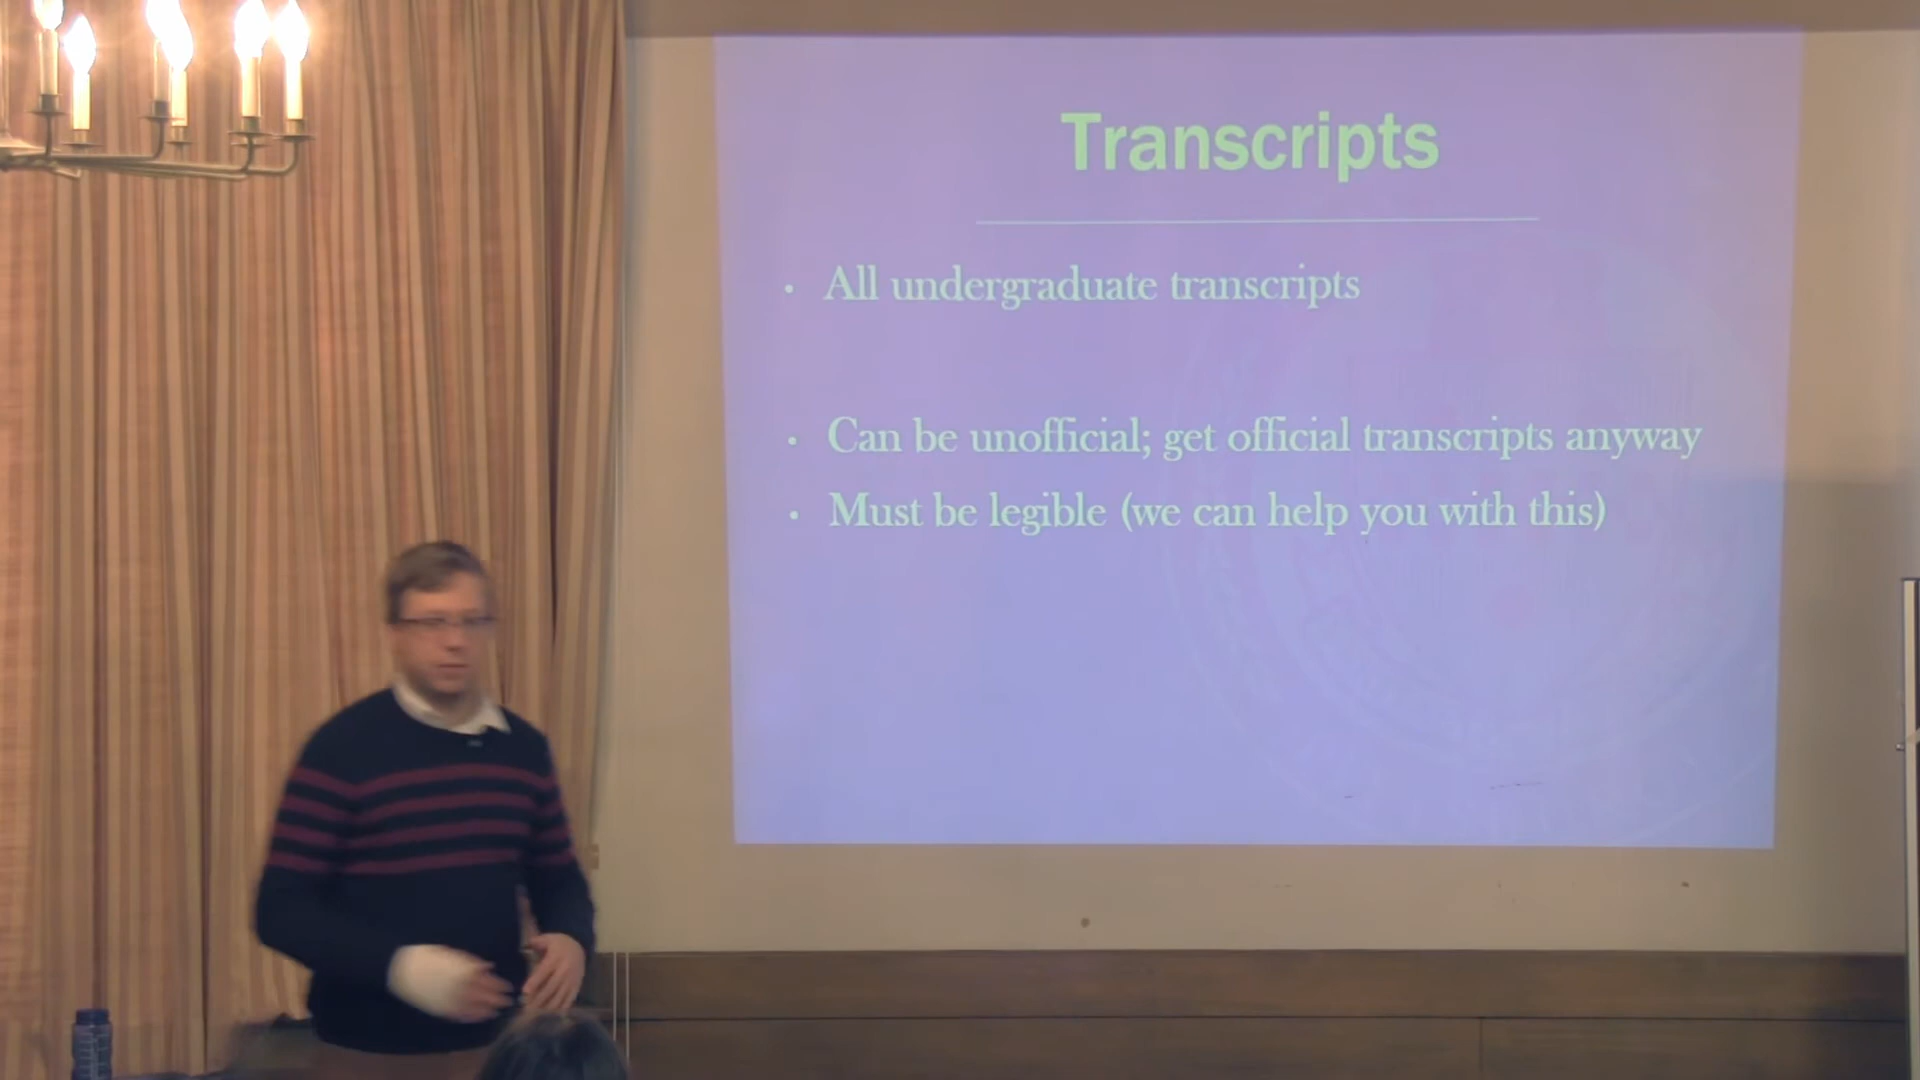 Transcripts
• All undergraduate transcripts
• Can be unofficial; get official transcripts anyway
• Must be legible (we can help you with this)